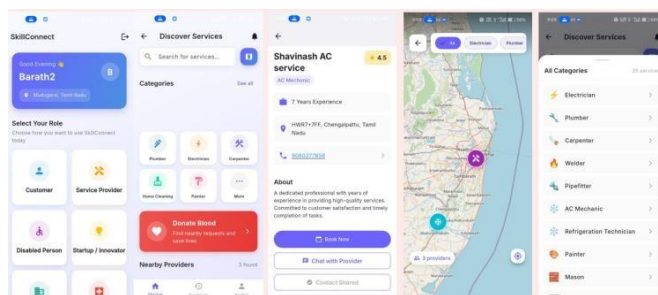 SkillConnect
Good Evening 👋
Barath2
B
Select Your Role
Choose how you want to use SkillConnect
today
Customer
Service Provider
Disabled Person
Startup / Innovator
Discover Services
Search for services...
Categories
See all
Plumber
Electrician
Carpenter
Home Cleaning
Painter
More
Donate Blood
Find nearby requests and
save lives
Nearby Providers
3 found
Shavinash AC
service
4.5
AC Mechanic
7 Years Experience
HWR7+7FF, Chengalpattu, Tamil
Nadu
About
A dedicated professional with years of
experience in providing high-quality services.
Committed to customer satisfaction and timely
completion of tasks.
Book Now
Chat with Provider
Contact Shared
All
Electrician
Plumber
3 providers
Discover Services
All Categories
Electrician
Plumber
Carpenter
Welder
Pipefitter
AC Mechanic
Refrigeration Technician
Painter
Mason